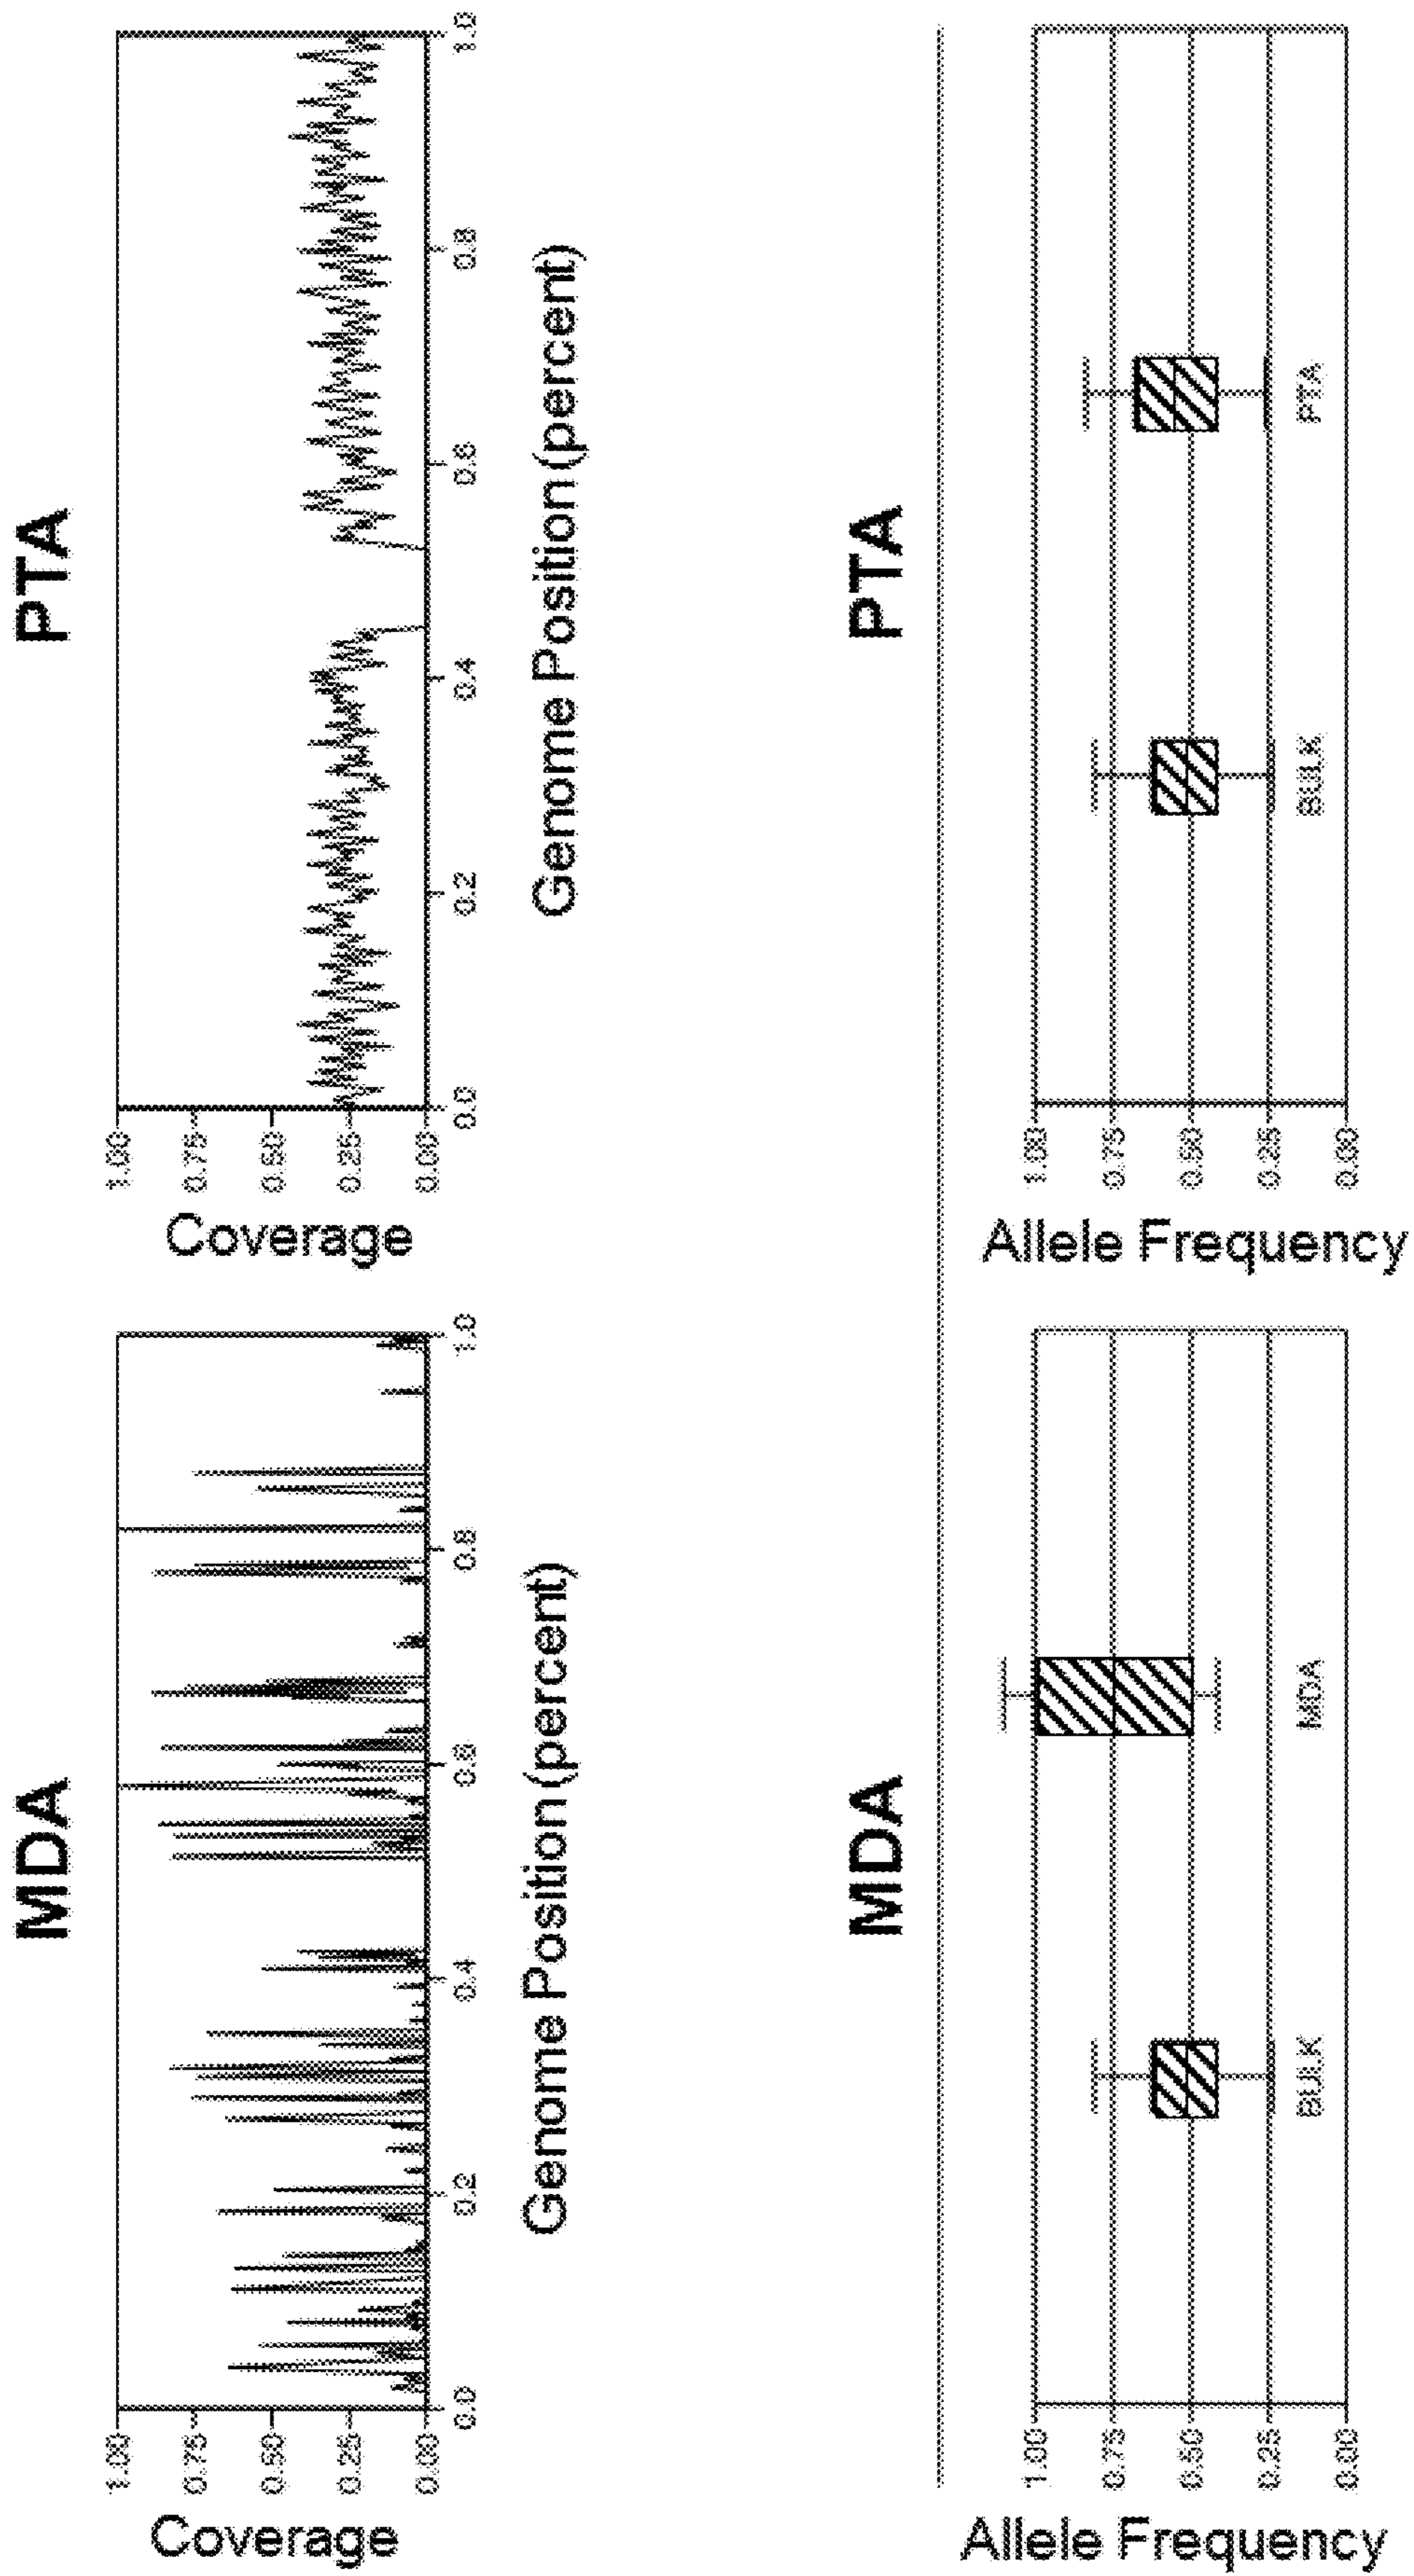 MDA
Coverage
1.00
0.75
0.50
0.25
0.00
0.0 0.2 0.4 0.6 0.8 1.0
Genome Position (percent)
PTA
Coverage
1.00
0.75
0.50
0.25
0.00
0.0 0.2 0.4 0.6 0.8 1.0
Genome Position (percent)
MDA
Allele Frequency
1.00
0.75
0.50
0.25
0.00
BULK MDA
PTA
Allele Frequency
1.00
0.75
0.50
0.25
0.00
BULK PTA